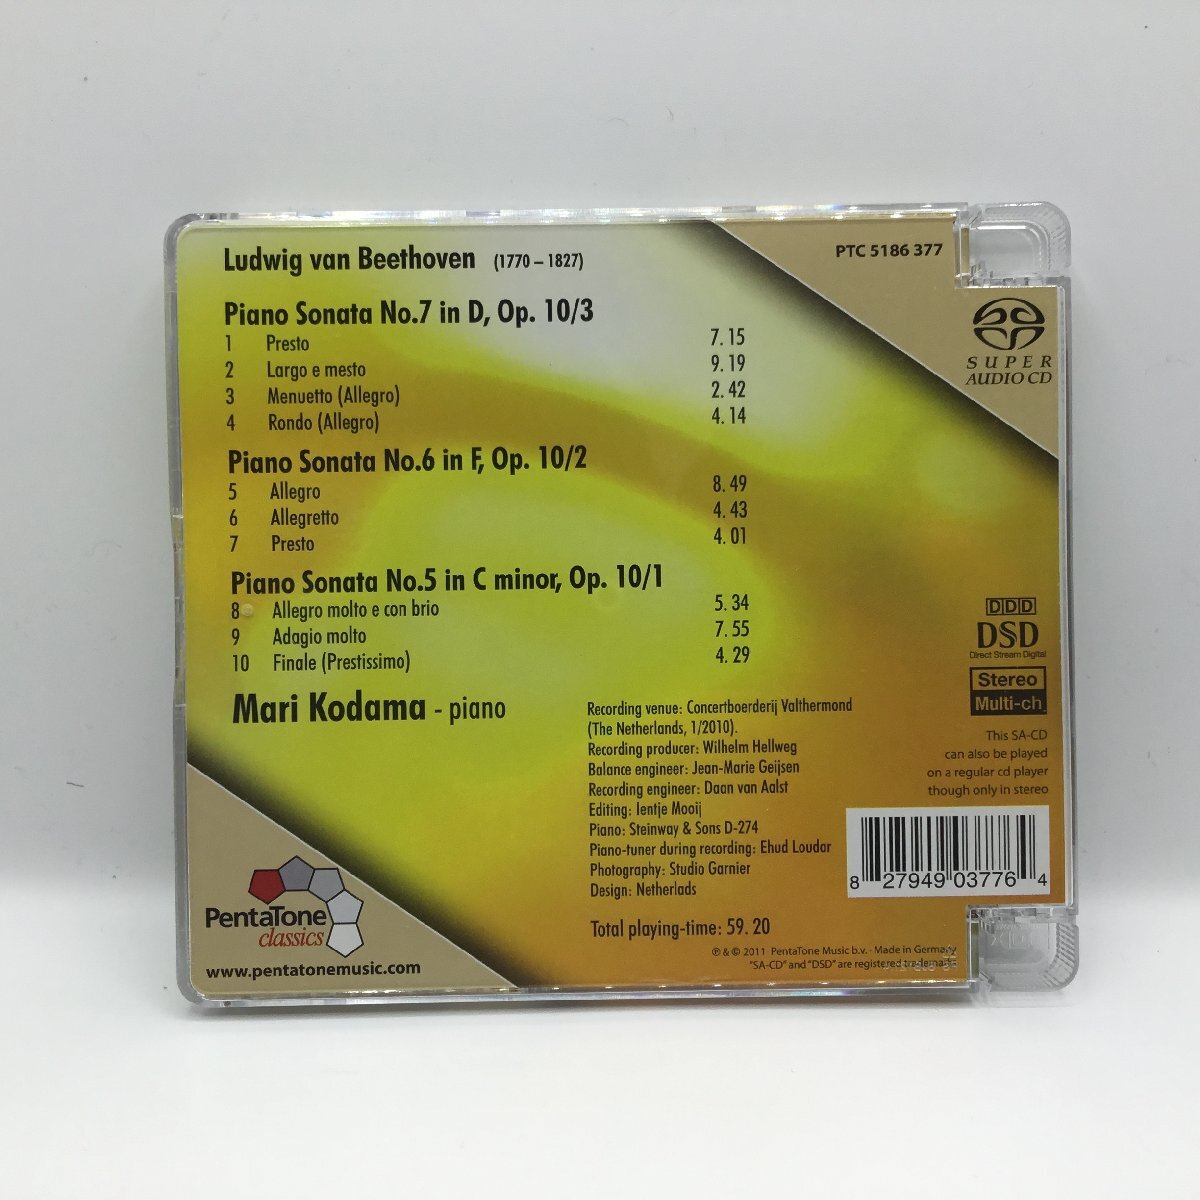 Ludwig van Beethoven (1770 – 1827)
PTC 5186 377
SUPER
AUDIO CD
Piano Sonata No.7 in D, Op. 10/3
1 Presto 7. 15
2 Largo e mesto 9. 19
3 Menuetto (Allegro) 2. 42
4 Rondo (Allegro) 4. 14
Piano Sonata No.6 in F, Op. 10/2
5 Allegro 8. 49
6 Allegretto 4. 43
7 Presto 4. 01
Piano Sonata No.5 in C minor, Op. 10/1
8 Allegro molto e con brio 5. 34
9 Adagio molto 7. 55
10 Finale (Prestissimo) 4. 29
Mari Kodama - piano
DDD
DSD
Direct Stream Digital
Stereo
Multi-ch
This SA-CD
can also be played
on a regular cd player
though only in stereo
Recording venue: Concertboerderij Valthermond
(The Netherlands, 1/2010).
Recording producer: Wilhelm Hellweg
Balance engineer: Jean-Marie Geijsen
Recording engineer: Daan van Aalst
Editing: Ientje Mooij
Piano: Steinway & Sons D-274
Piano-tuner during recording: Ehud Loudar
Photography: Studio Garnier
Design: Netherlads
8 27949 03776 4
Total playing-time: 59. 20
℗ & © 2011 PentaTone Music b.v. · Made in Germany
"SA-CD" and "DSD" are registered trademarks
PentaTone
classics
www.pentatonemusic.com